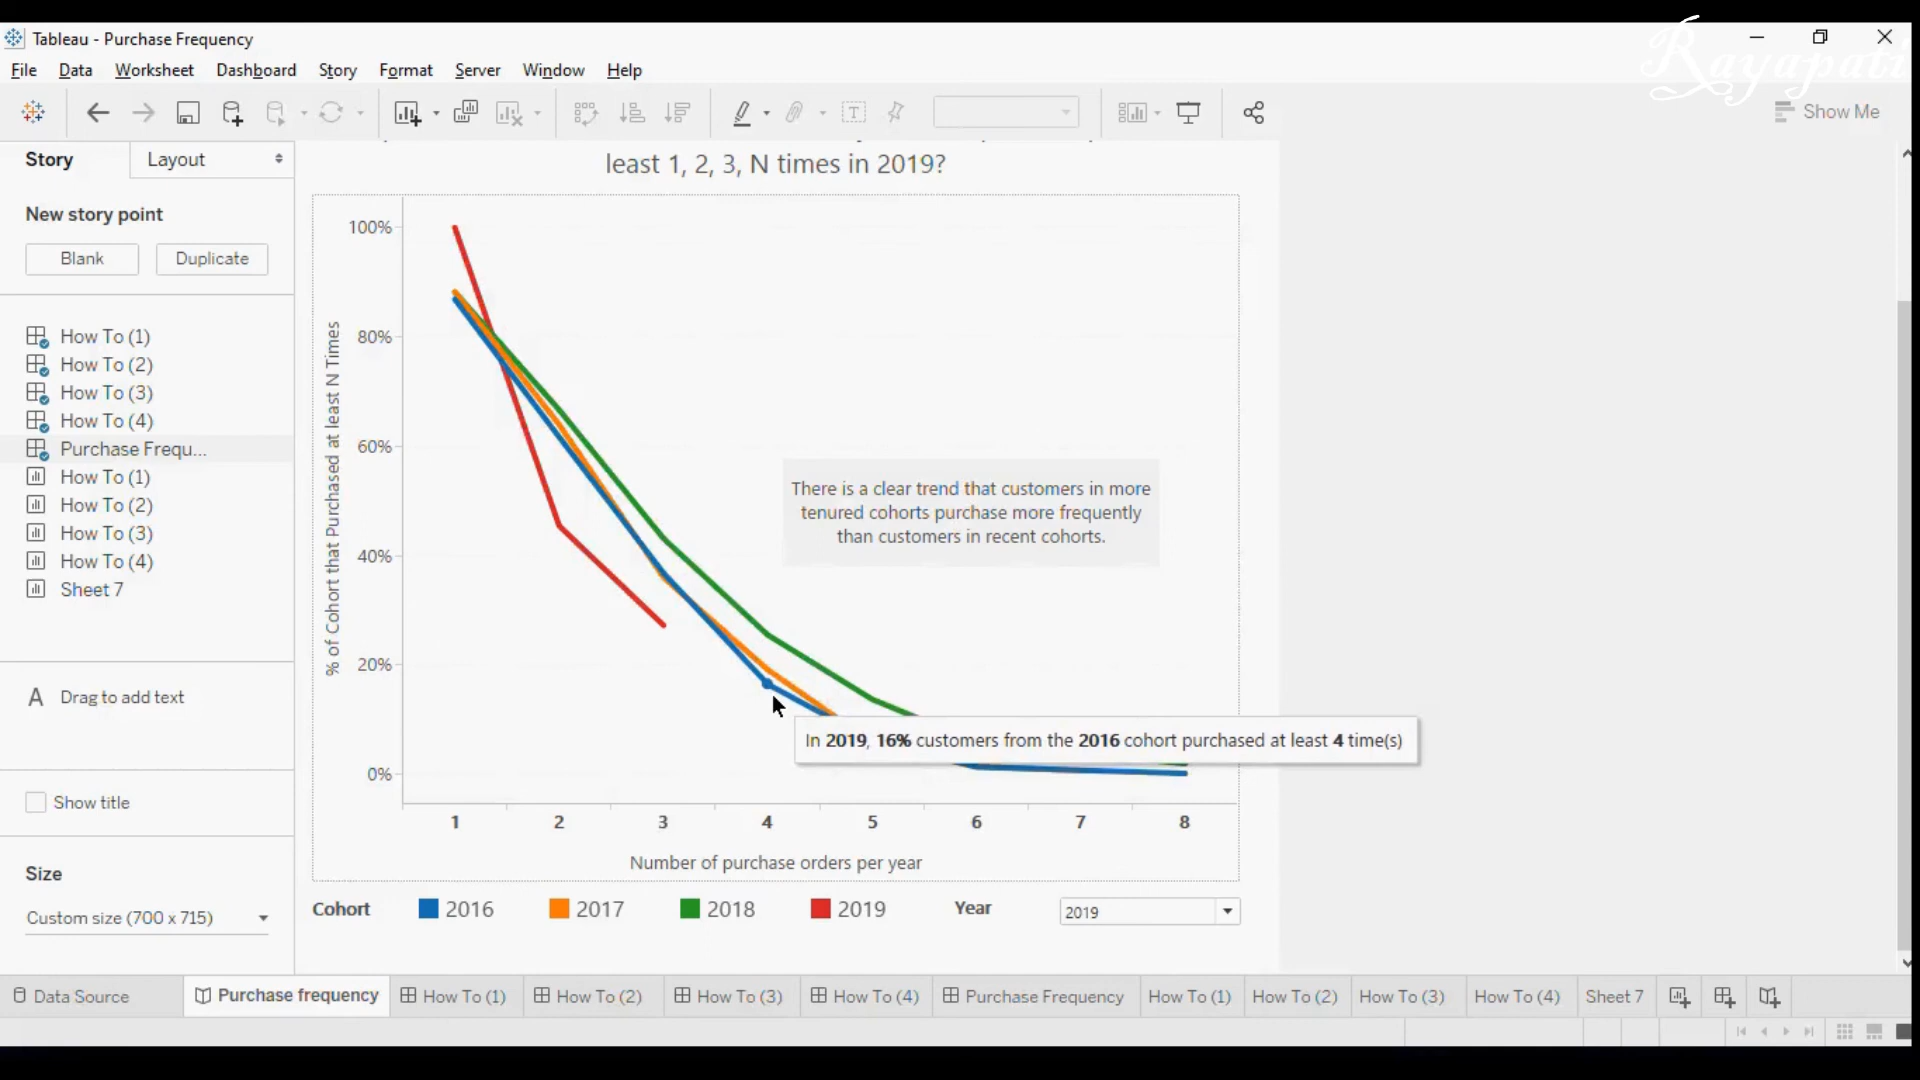 Rayapati
Tableau - Purchase Frequency
File Data Worksheet Dashboard Story Format Server Window Help
Show Me
Story Layout
New story point
Blank Duplicate
How To (1)
How To (2)
How To (3)
How To (4)
Purchase Frequ...
How To (1)
How To (2)
How To (3)
How To (4)
Sheet 7
A Drag to add text
Show title
Size
Custom size (700 x 715)
least 1, 2, 3, N times in 2019?
% of Cohort that Purchased at least N Times
100%
80%
60%
40%
20%
0%
There is a clear trend that customers in more
tenured cohorts purchase more frequently
than customers in recent cohorts.
In 2019, 16% customers from the 2016 cohort purchased at least 4 time(s)
1 2 3 4 5 6 7 8
Number of purchase orders per year
Cohort 2016 2017 2018 2019 Year 2019
Data Source Purchase frequency How To (1) How To (2) How To (3) How To (4) Purchase Frequency How To (1) How To (2) How To (3) How To (4) Sheet 7